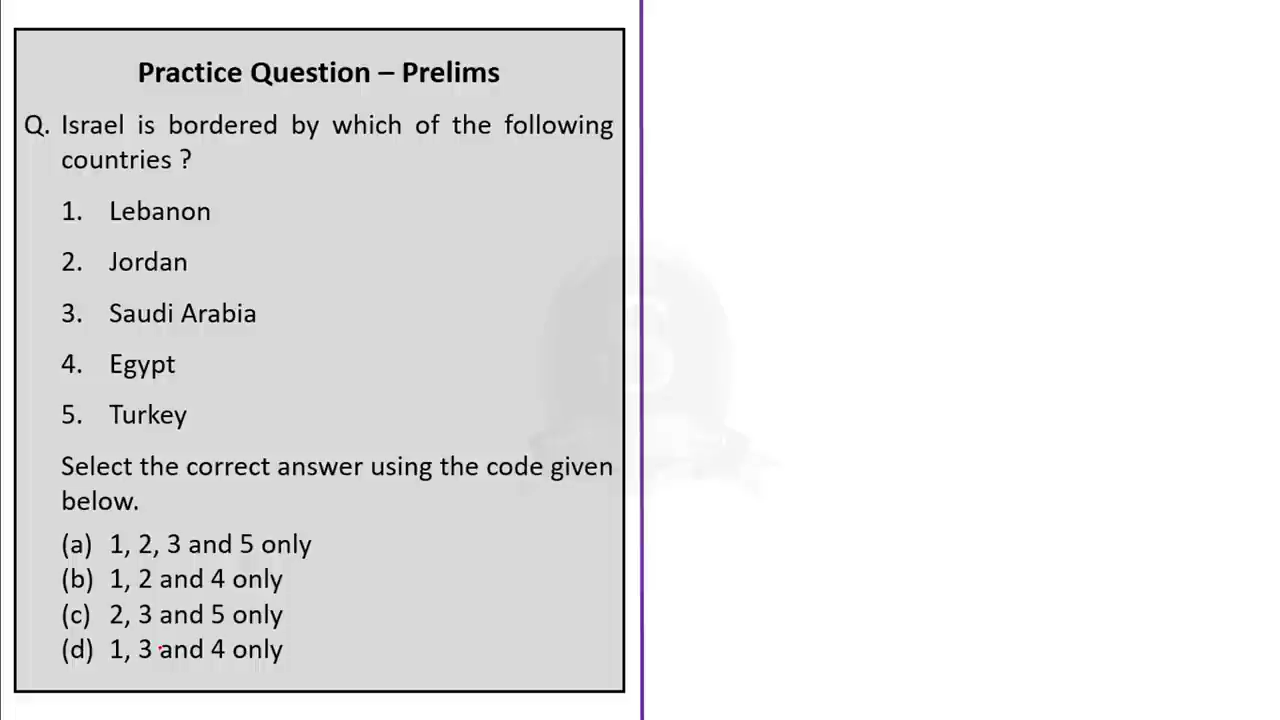 Practice Question – Prelims
Q. Israel is bordered by which of the following
countries ?
1. Lebanon
2. Jordan
3. Saudi Arabia
4. Egypt
5. Turkey
Select the correct answer using the code given
below.
(a) 1, 2, 3 and 5 only
(b) 1, 2 and 4 only
(c) 2, 3 and 5 only
(d) 1, 3 and 4 only